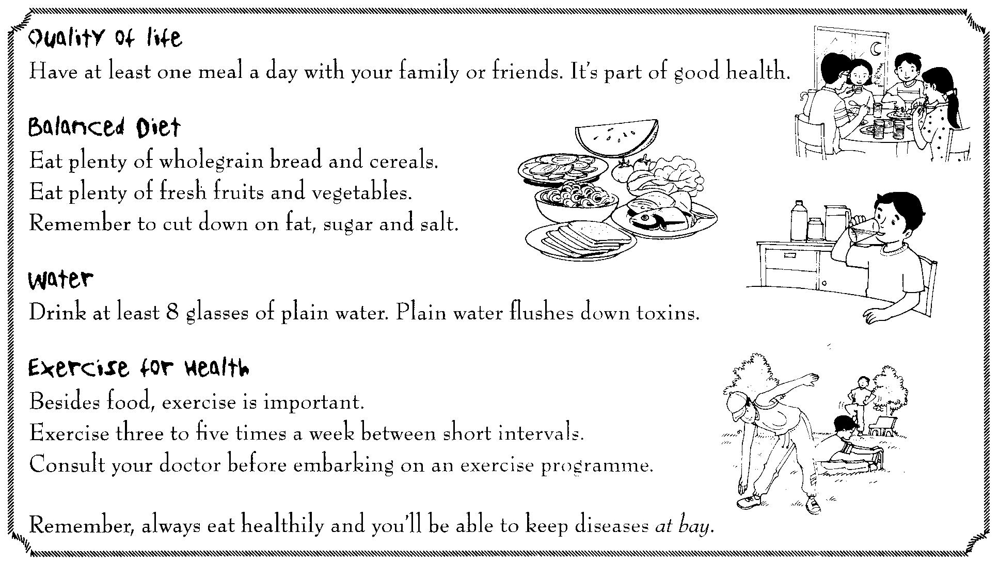 Quality of life
Have at least one meal a day with your family or friends. It's part of good health.
Balanced Diet
Eat plenty of wholegrain bread and cereals.
Eat plenty of fresh fruits and vegetables.
Remember to cut down on fat, sugar and salt.
Water
Drink at least 8 glasses of plain water. Plain water flushes down toxins.
Exercise for Health
Besides food, exercise is important.
Exercise three to five times a week between short intervals.
Consult your doctor before embarking on an exercise programme.
Remember, always eat healthily and you'll be able to keep diseases at bay.